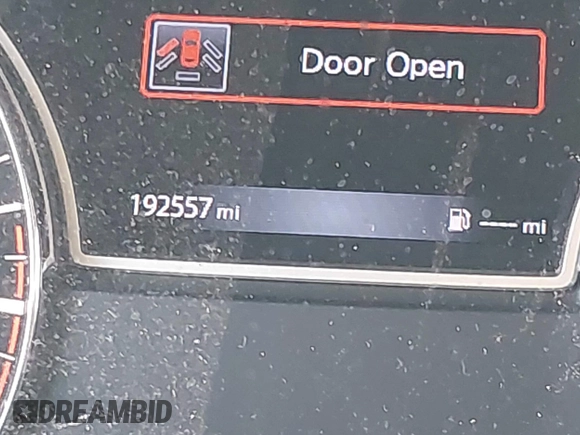 Door Open
192557 mi
---- mi
DREAMBID